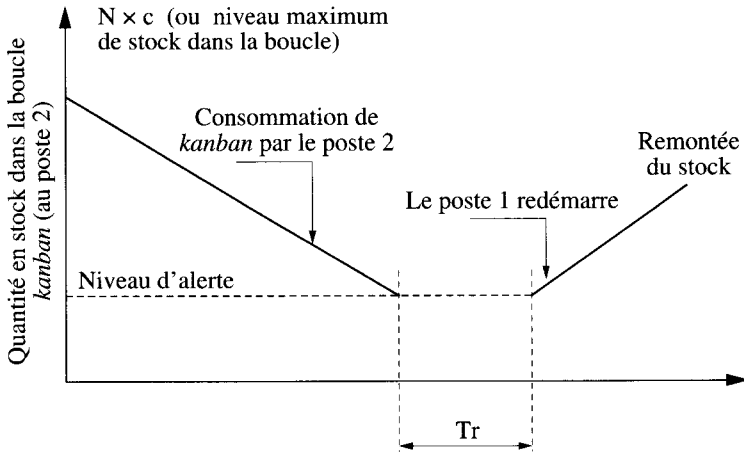 N × c (ou niveau maximum
de stock dans la boucle)
Quantité en stock dans la boucle
kanban (au poste 2)
Consommation de
kanban par le poste 2
Remontée
du stock
Le poste 1 redémarre
Niveau d'alerte
Tr